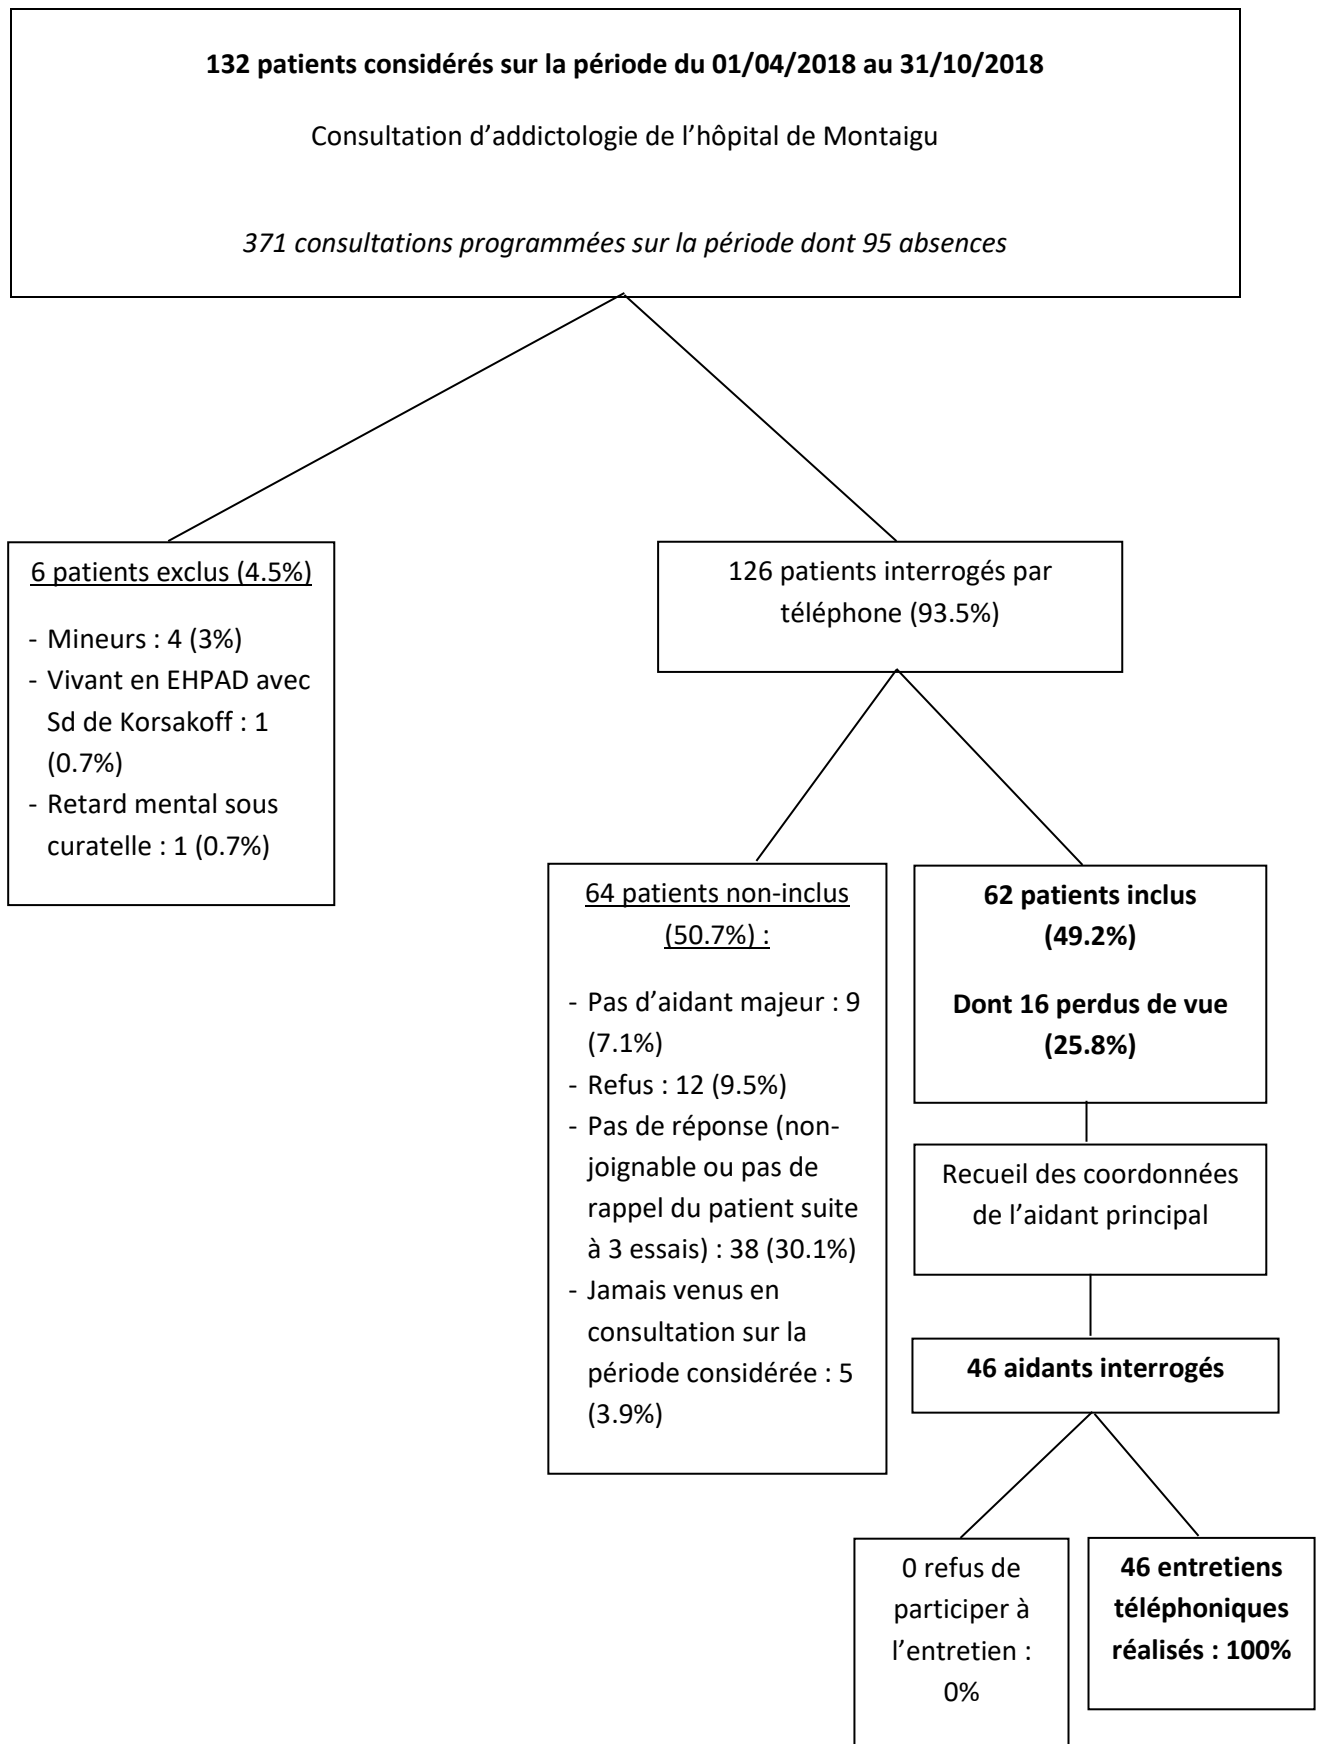 132 patients considérés sur la période du 01/04/2018 au 31/10/2018
Consultation d’addictologie de l’hôpital de Montaigu
371 consultations programmées sur la période dont 95 absences
6 patients exclus (4.5%)
- Mineurs : 4 (3%)
- Vivant en EHPAD avec
Sd de Korsakoff : 1
(0.7%)
- Retard mental sous
curatelle : 1 (0.7%)
126 patients interrogés par
téléphone (93.5%)
64 patients non-inclus
(50.7%) :
- Pas d’aidant majeur : 9
(7.1%)
- Refus : 12 (9.5%)
- Pas de réponse (non-
joignable ou pas de
rappel du patient suite
à 3 essais) : 38 (30.1%)
- Jamais venus en
consultation sur la
période considérée : 5
(3.9%)
62 patients inclus
(49.2%)
Dont 16 perdus de vue
(25.8%)
Recueil des coordonnées
de l’aidant principal
46 aidants interrogés
0 refus de
participer à
l’entretien :
0%
46 entretiens
téléphoniques
réalisés : 100%